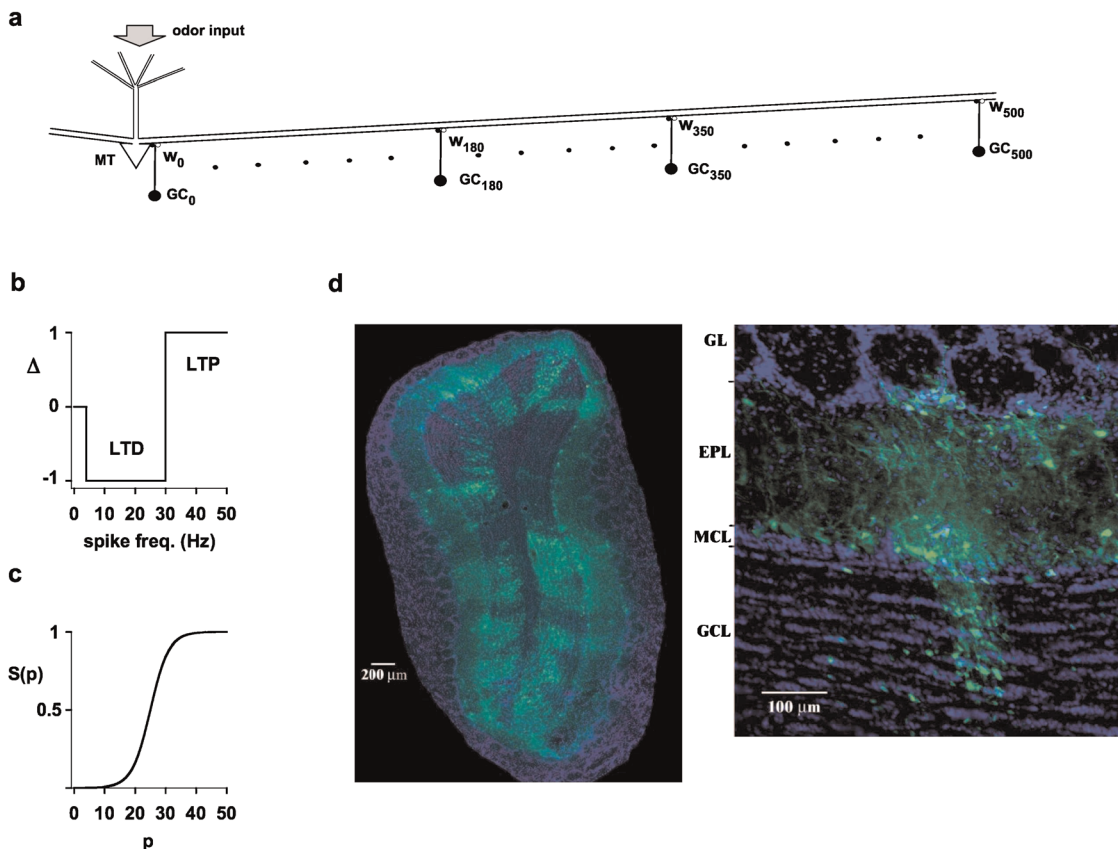 a
odor input
MT
W0
GC0
W180
GC180
W350
GC350
W500
GC500
b
1
Δ
0
-1
LTD
LTP
0 10 20 30 40 50
spike freq. (Hz)
c
1
S(p)
0.5
0 10 20 30 40 50
p
d
200 μm
GL
EPL
MCL
GCL
100 μm